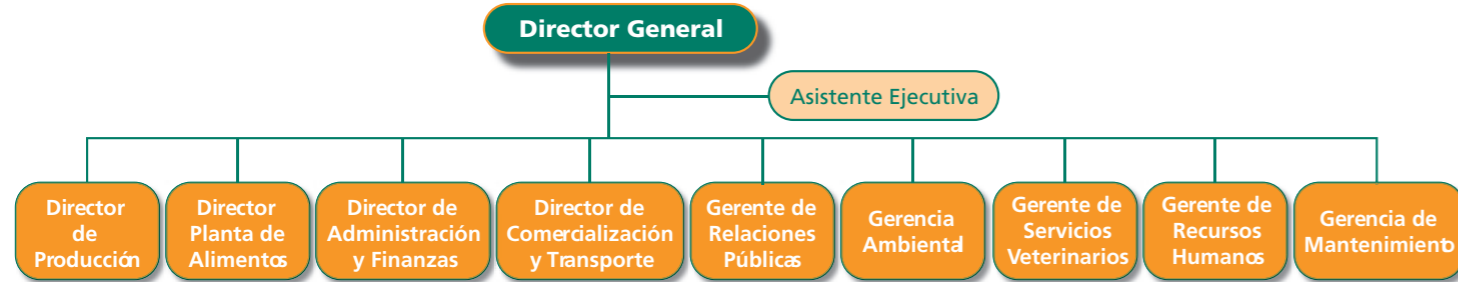 Director General
Asistente Ejecutiva
Director
de
Producción
Director
Planta de
Alimentos
Director de
Administración
y Finanzas
Director de
Comercialización
y Transporte
Gerente de
Relaciones
Públicas
Gerencia
Ambiental
Gerente de
Servicios
Veterinarios
Gerente de
Recursos
Humanos
Gerencia de
Mantenimiento